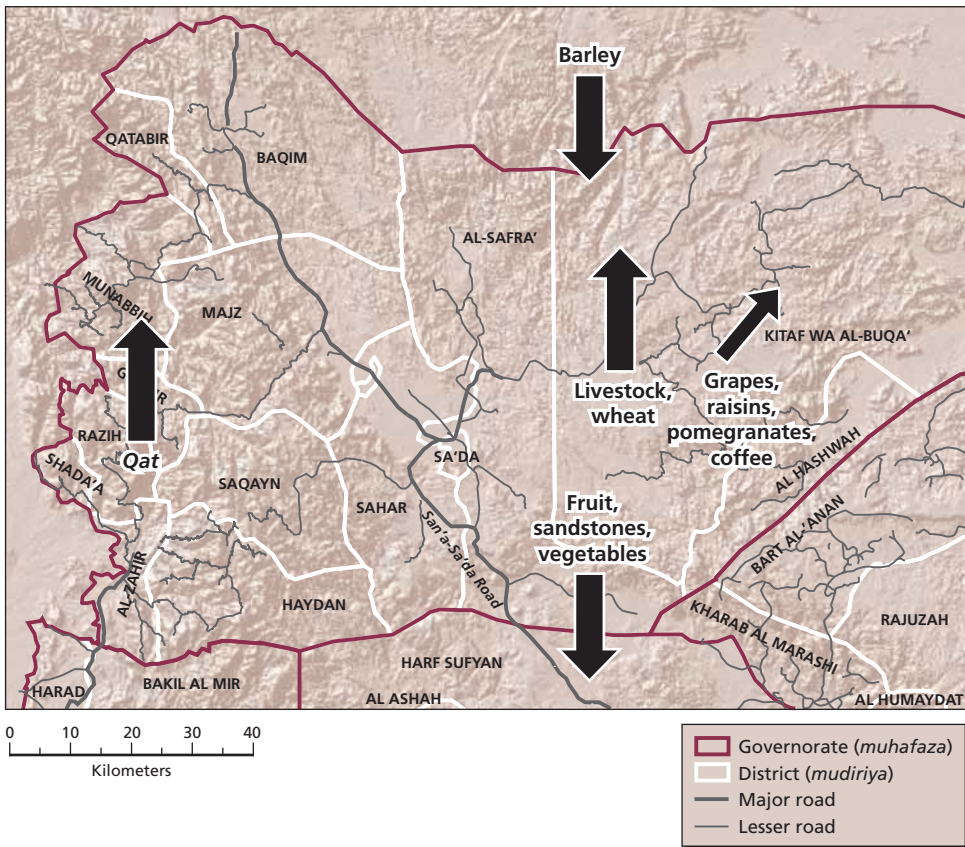 Barley
QATABIR
BAQIM
AL-SAFRA’
MUNABBIH
MAJZ
KITAF WA AL-BUQA‘
Livestock,
wheat
Grapes,
raisins,
pomegranates,
coffee
RAZIH
Qat
SHADA’A
SAQAYN
SA‘DA
SAHAR
AL HASHWAH
Fruit,
sandstones,
vegetables
San‘a-Sa‘da Road
BART AL-‘ANAN
AL-ZAHIR
HAYDAN
KHARAB AL MARASHI
RAJUZAH
HARAD
BAKIL AL MIR
HARF SUFYAN
AL ASHAH
AL HUMAYDAT
0 10 20 30 40
Kilometers
Governorate (muhafaza)
District (mudiriya)
Major road
Lesser road